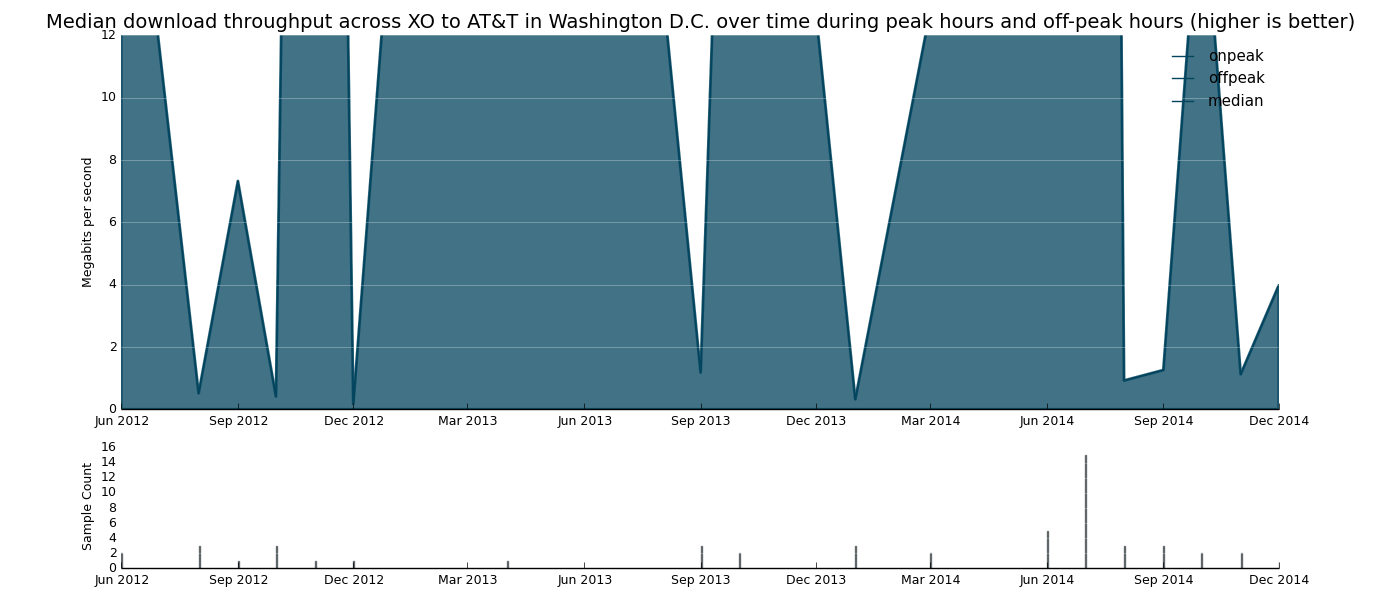 Median download throughput across XO to AT&T in Washington D.C. over time during peak hours and off-peak hours (higher is better)
12
10
8
6
4
2
0
Megabits per second
onpeak
offpeak
median
Jun 2012 Sep 2012 Dec 2012 Mar 2013 Jun 2013 Sep 2013 Dec 2013 Mar 2014 Jun 2014 Sep 2014 Dec 2014
16
14
12
10
8
6
4
2
0
Sample Count
Jun 2012 Sep 2012 Dec 2012 Mar 2013 Jun 2013 Sep 2013 Dec 2013 Mar 2014 Jun 2014 Sep 2014 Dec 2014